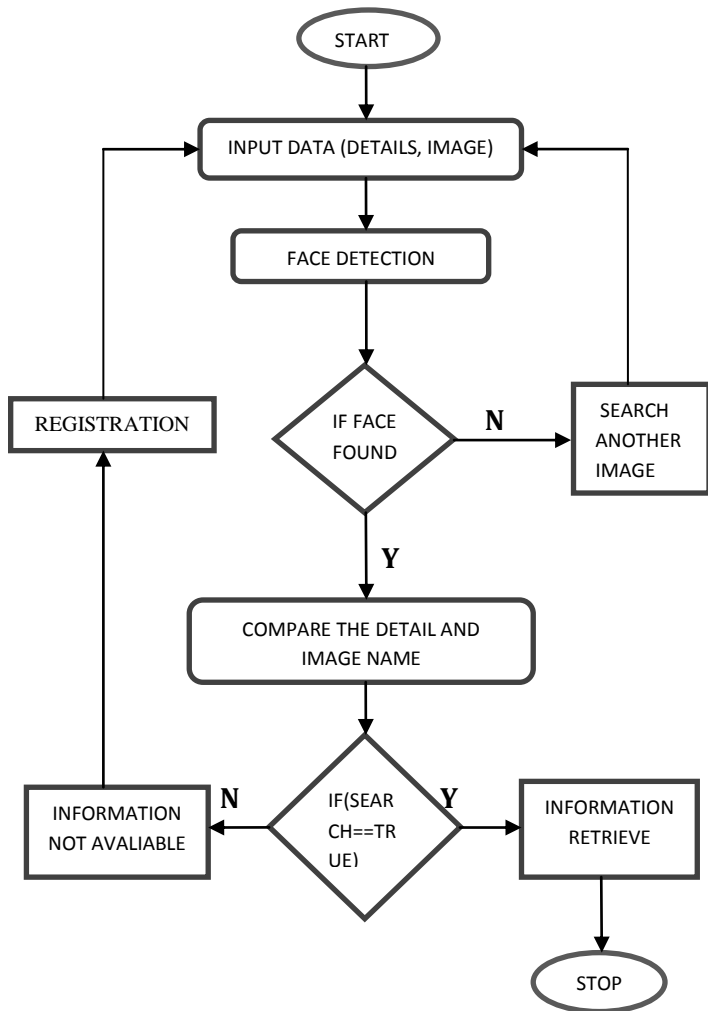 START
INPUT DATA (DETAILS, IMAGE)
FACE DETECTION
IF FACE
FOUND
N
SEARCH
ANOTHER
IMAGE
REGISTRATION
Y
COMPARE THE DETAIL AND
IMAGE NAME
IF(SEAR
CH==TR
UE)
N
Y
INFORMATION
NOT AVALIABLE
INFORMATION
RETRIEVE
STOP